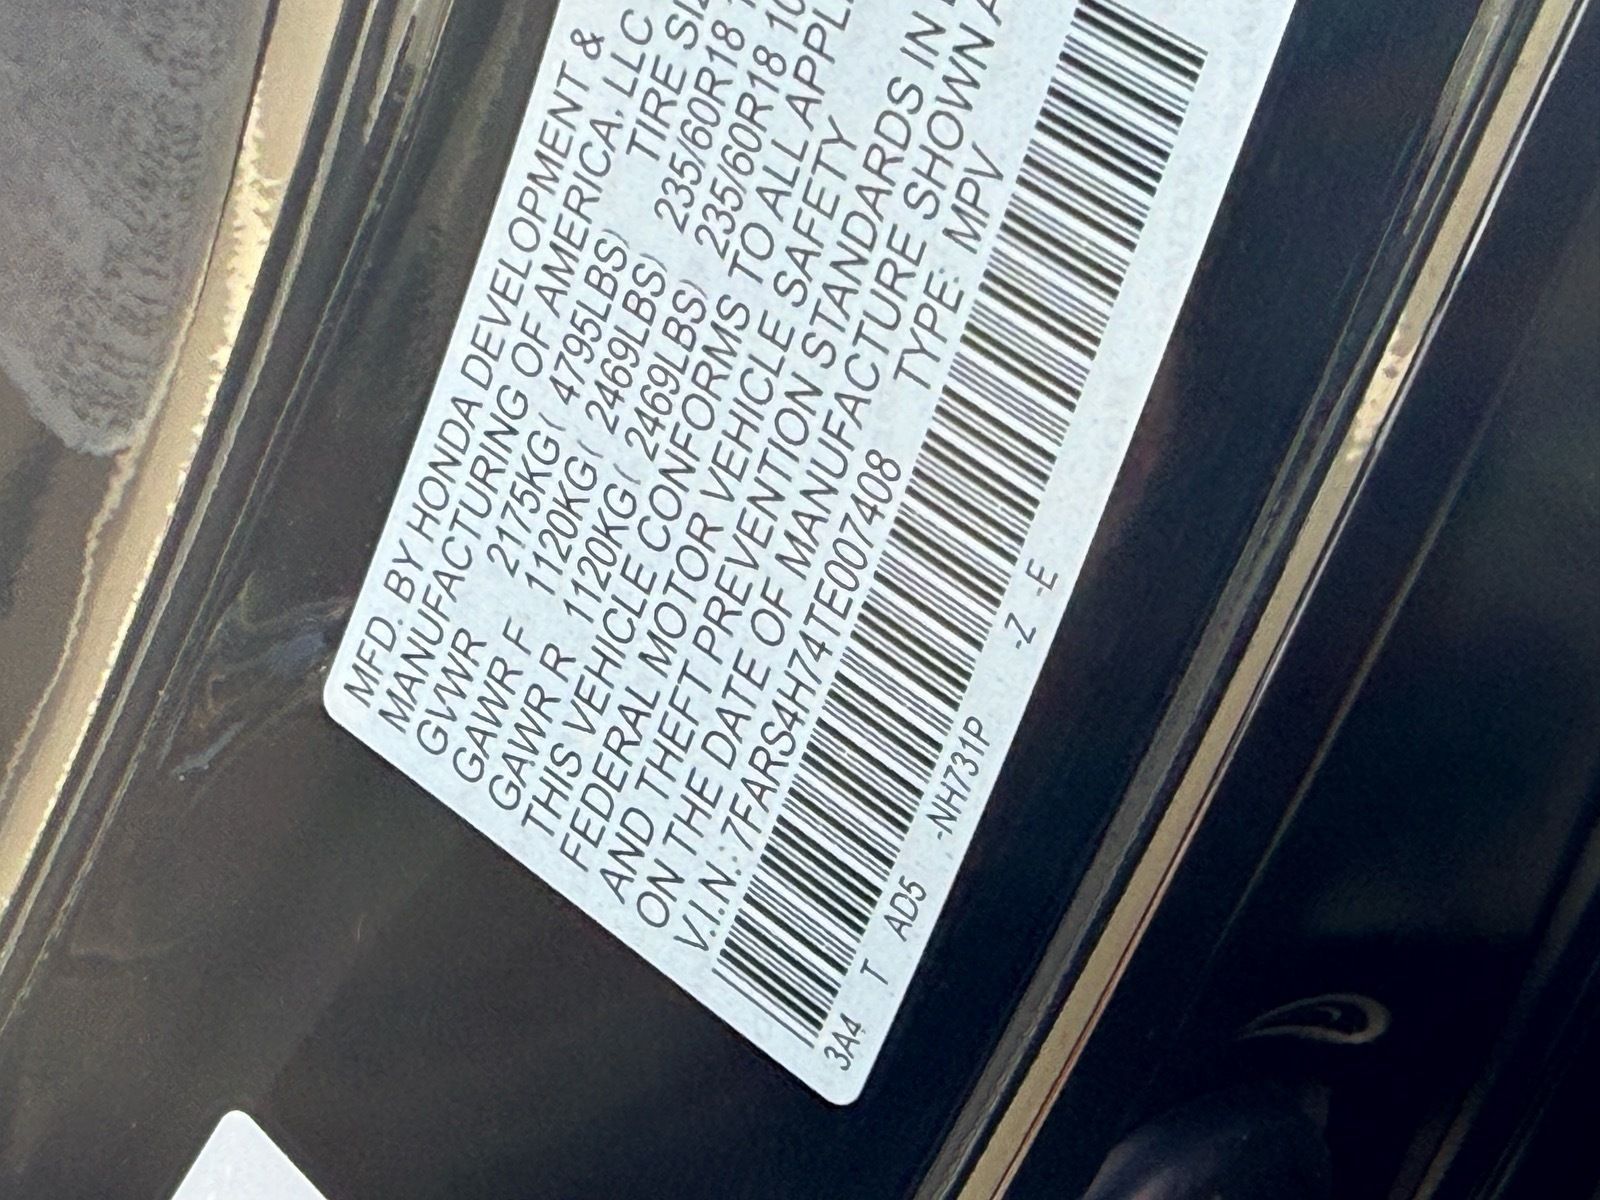 MFD. BY HONDA DEVELOPMENT &
MANUFACTURING OF AMERICA, LLC
GVWR 2175KG( 4795LBS) TIRE
GAWR F 1120KG( 2469LBS) 235/60R18
GAWR R 1120KG( 2469LBS) 235/60R18
THIS VEHICLE CONFORMS TO ALL
FEDERAL MOTOR VEHICLE SAFETY
AND THEFT PREVENTION STANDARDS IN
ON THE DATE OF MANUFACTURE SHOWN
V.I.N.:7FARS4H74TE007408 TYPE: MPV
3A4 T AD5 -NH731P -Z -E